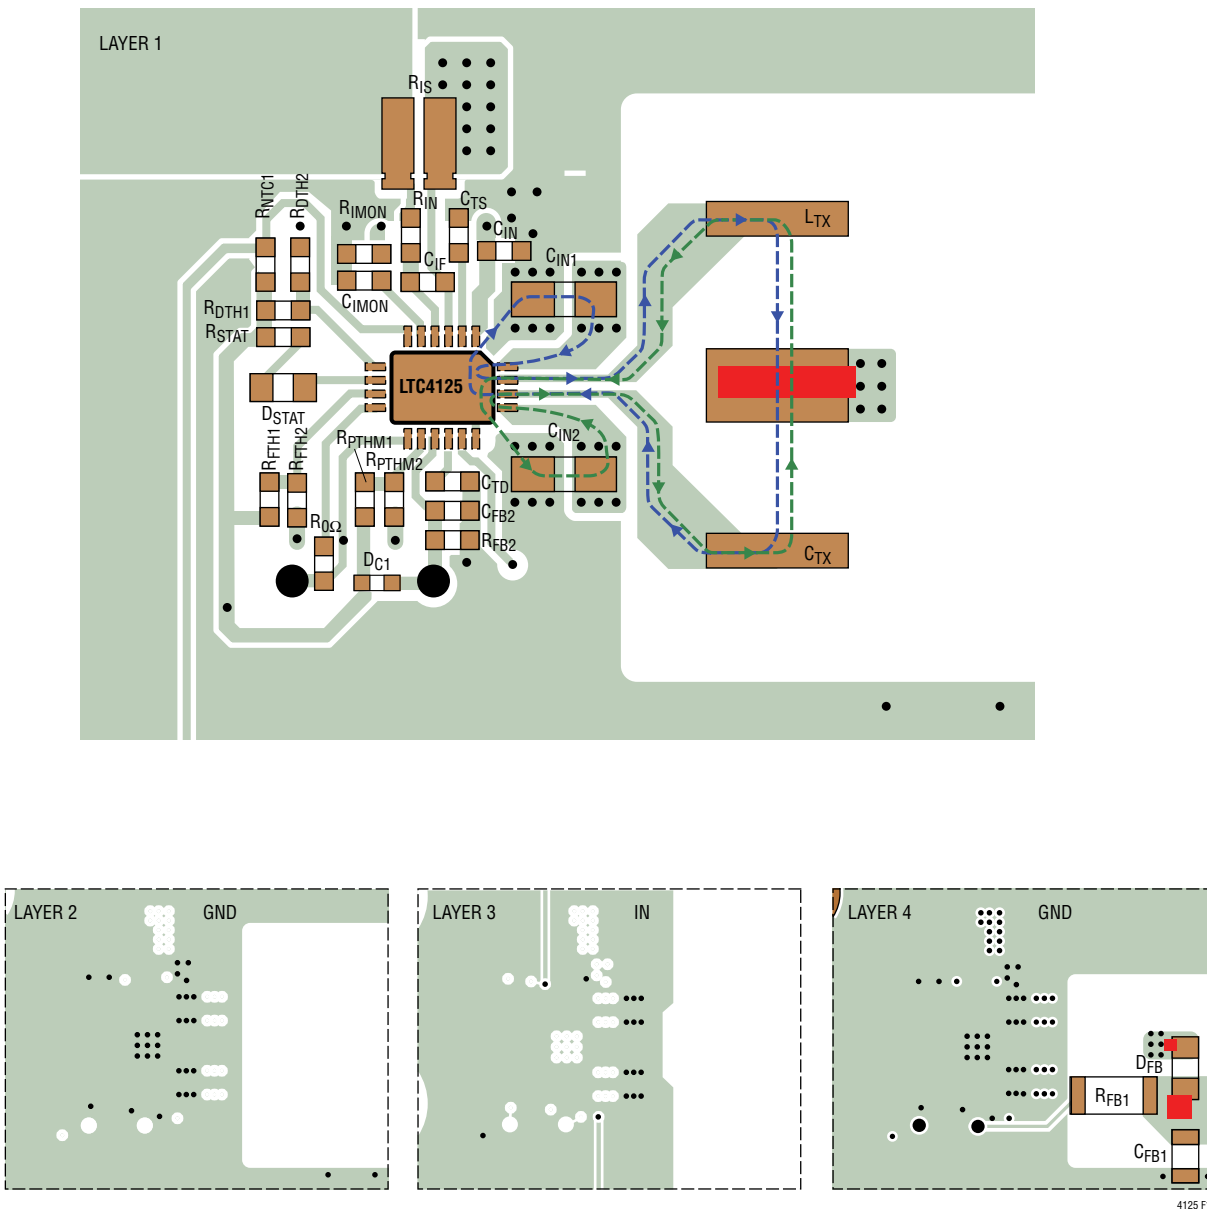 LAYER 1
RIS
RNTC1
RDTH2
RIMON
RIN
CTS
CIN
LTX
CIF
CIN1
CIMON
RDTH1
RSTAT
LTC4125
DSTAT
RFTH1
RFTH2
RPTHM1
RPTHM2
CIN2
CTD
CFB2
R0Ω
RFB2
DC1
CTX
LAYER 2 GND
LAYER 3 IN
LAYER 4 GND
DFB
RFB1
CFB1
4125 F